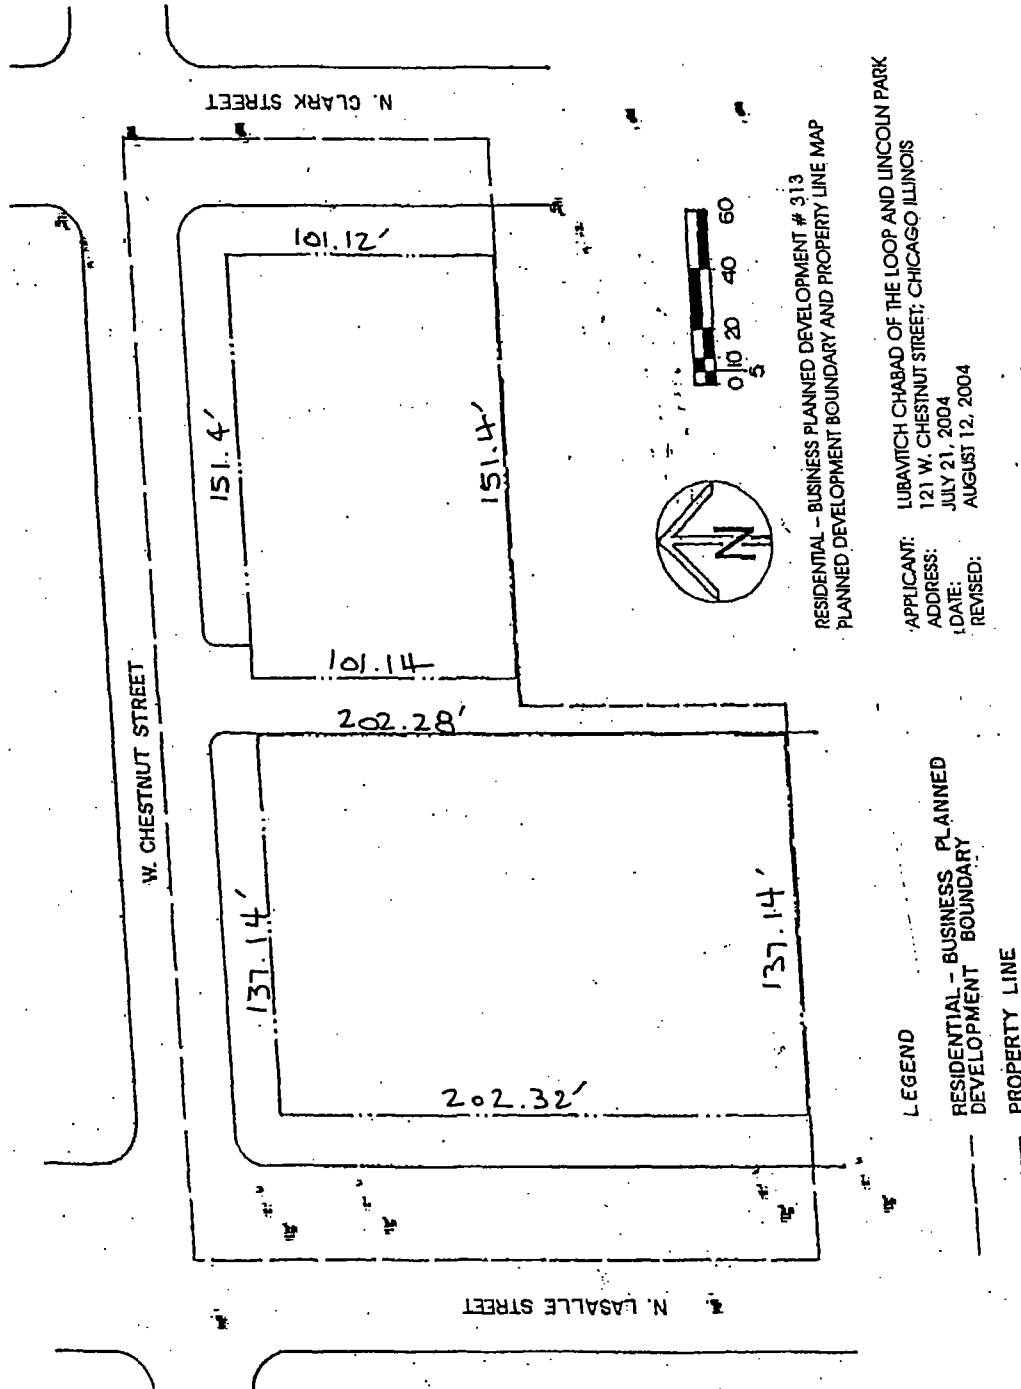 N. CLARK STREET
W. CHESTNUT STREET
N. LASALLE STREET
101.12'
151.4'
151.4'
101.14
202.28'
137.14'
137.14'
202.32'
N
0 5 10 20 40 60
RESIDENTIAL – BUSINESS PLANNED DEVELOPMENT # 313
PLANNED DEVELOPMENT BOUNDARY AND PROPERTY LINE MAP
APPLICANT: LUBAVITCH CHABAD OF THE LOOP AND LINCOLN PARK
ADDRESS: 121 W. CHESTNUT STREET; CHICAGO ILLINOIS
DATE: JULY 21, 2004
REVISED: AUGUST 12, 2004
LEGEND
RESIDENTIAL – BUSINESS PLANNED
DEVELOPMENT BOUNDARY
PROPERTY LINE